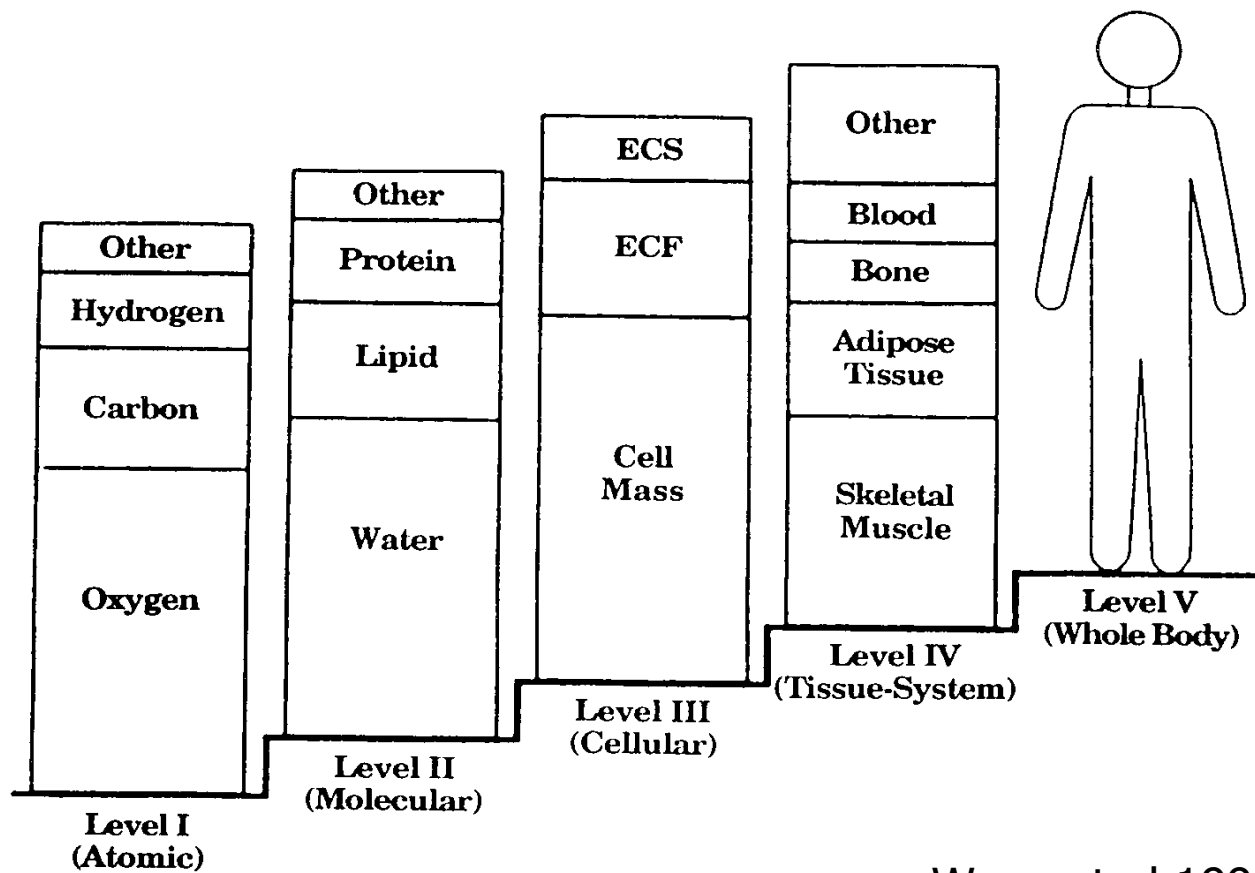 Other
Hydrogen
Carbon
Oxygen
Level I
(Atomic)
Other
Protein
Lipid
Water
Level II
(Molecular)
ECS
ECF
Cell
Mass
Level III
(Cellular)
Other
Blood
Bone
Adipose
Tissue
Skeletal
Muscle
Level IV
(Tissue-System)
Level V
(Whole Body)